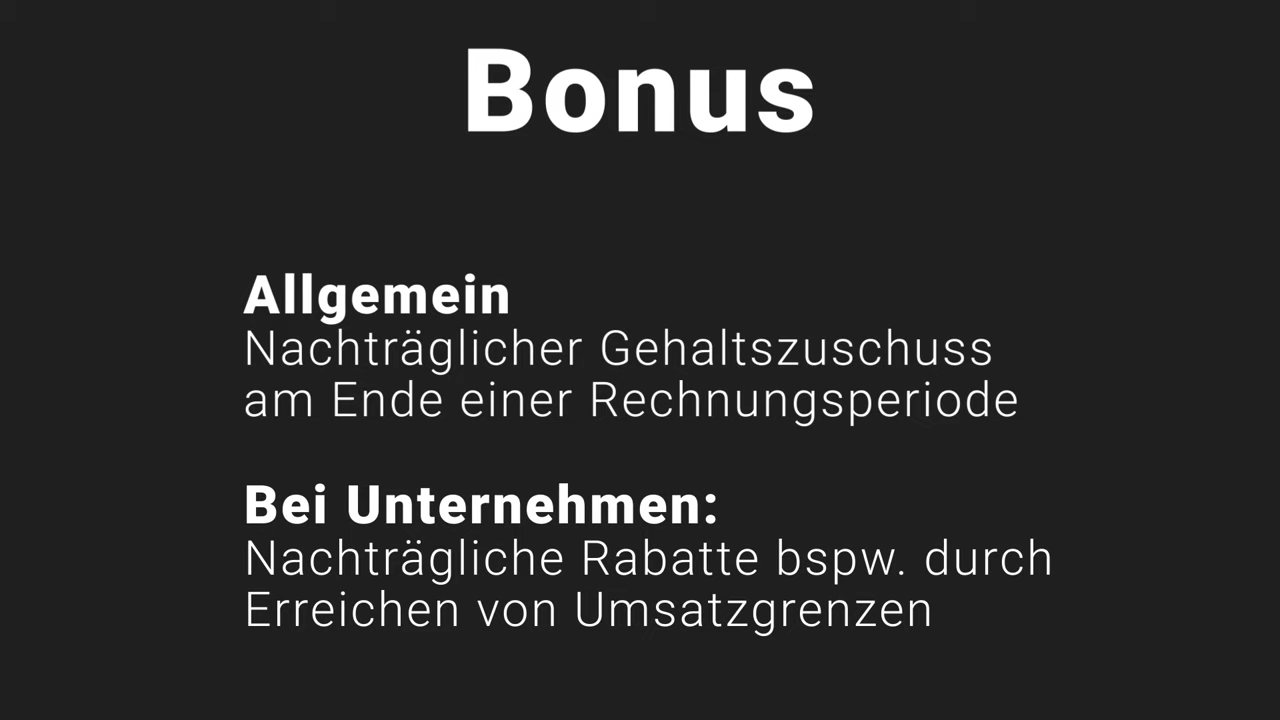 Bonus
Allgemein
Nachträglicher Gehaltszuschuss
am Ende einer Rechnungsperiode
Bei Unternehmen:
Nachträgliche Rabatte bspw. durch
Erreichen von Umsatzgrenzen